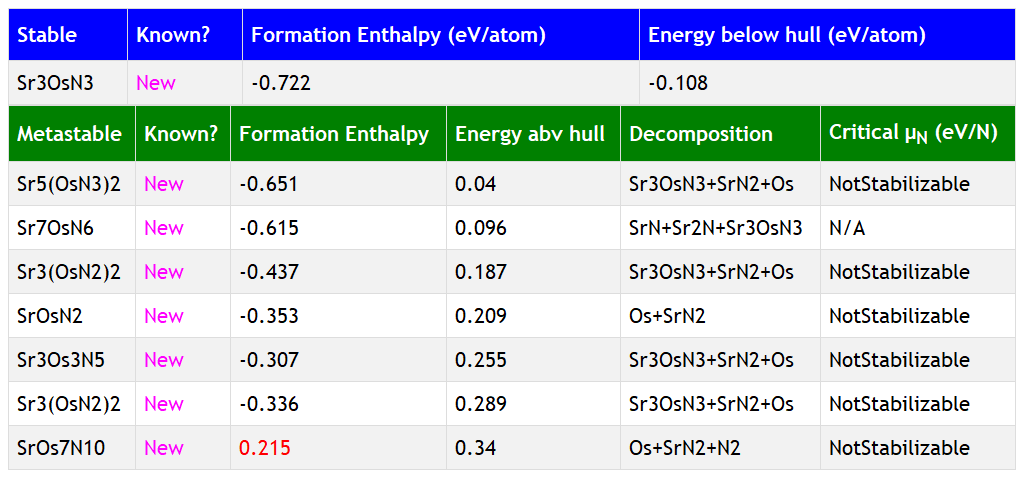 Stable Known? Formation Enthalpy (eV/atom) Energy below hull (eV/atom)
Sr3OsN3 New -0.722 -0.108
Metastable Known? Formation Enthalpy Energy abv hull Decomposition Critical μN (eV/N)
Sr5(OsN3)2 New -0.651 0.04 Sr3OsN3+SrN2+Os NotStabilizable
Sr7OsN6 New -0.615 0.096 SrN+Sr2N+Sr3OsN3 N/A
Sr3(OsN2)2 New -0.437 0.187 Sr3OsN3+SrN2+Os NotStabilizable
SrOsN2 New -0.353 0.209 Os+SrN2 NotStabilizable
Sr3Os3N5 New -0.307 0.255 Sr3OsN3+SrN2+Os NotStabilizable
Sr3(OsN2)2 New -0.336 0.289 Sr3OsN3+SrN2+Os NotStabilizable
SrOs7N10 New 0.215 0.34 Os+SrN2+N2 NotStabilizable